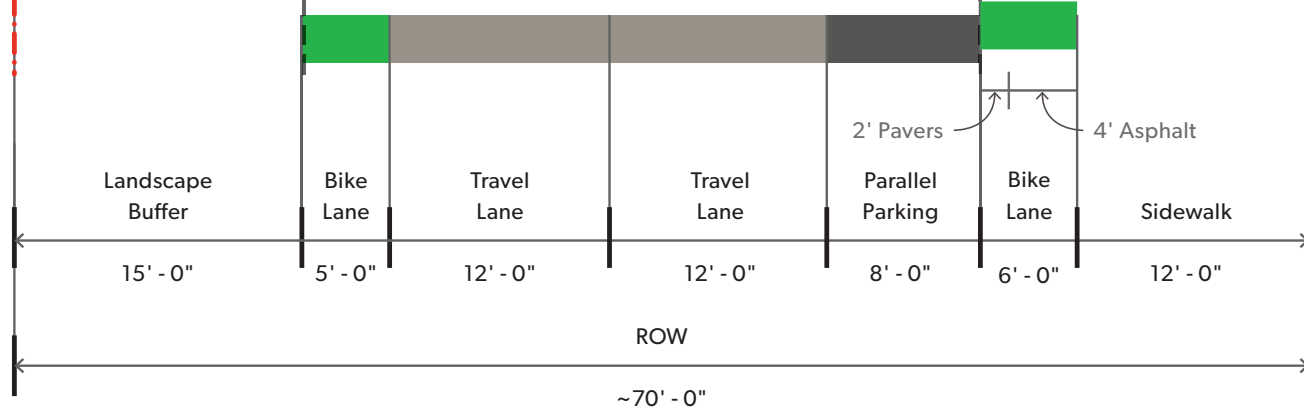 2' Pavers
4' Asphalt
Landscape
Buffer
Bike
Lane
Travel
Lane
Travel
Lane
Parallel
Parking
Bike
Lane
Sidewalk
15' - 0"
5' - 0"
12' - 0"
12' - 0"
8' - 0"
6' - 0"
12' - 0"
ROW
~70' - 0"